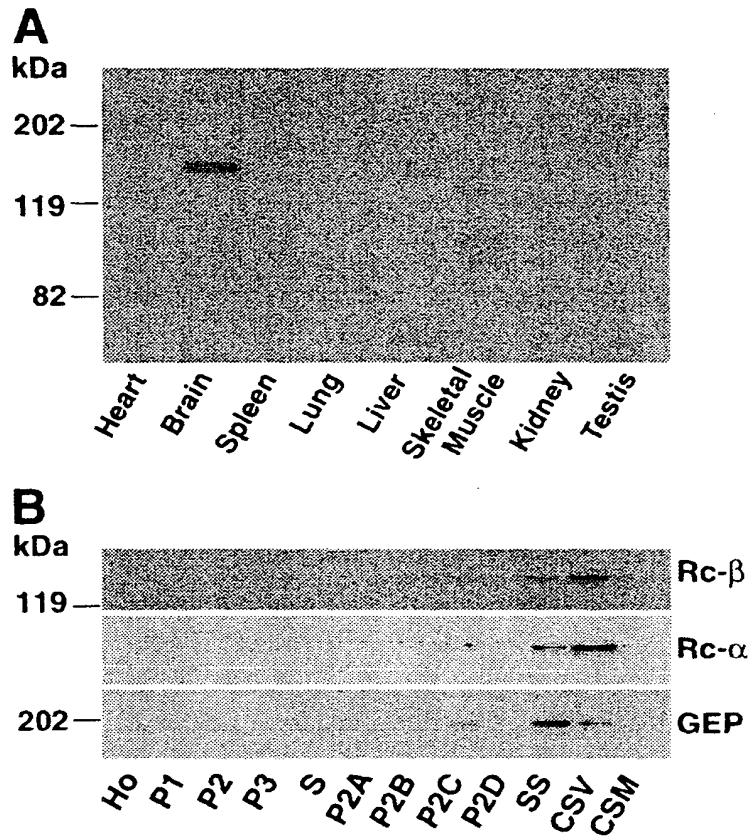 A
kDa
202
119
82
Heart
Brain
Spleen
Lung
Liver
Skeletal
Muscle
Kidney
Testis
B
kDa
Rc-β
119
Rc-α
202
GEP
Ho
P1
P2
P3
S
P2A
P2B
P2C
P2D
SS
CSV
CSM